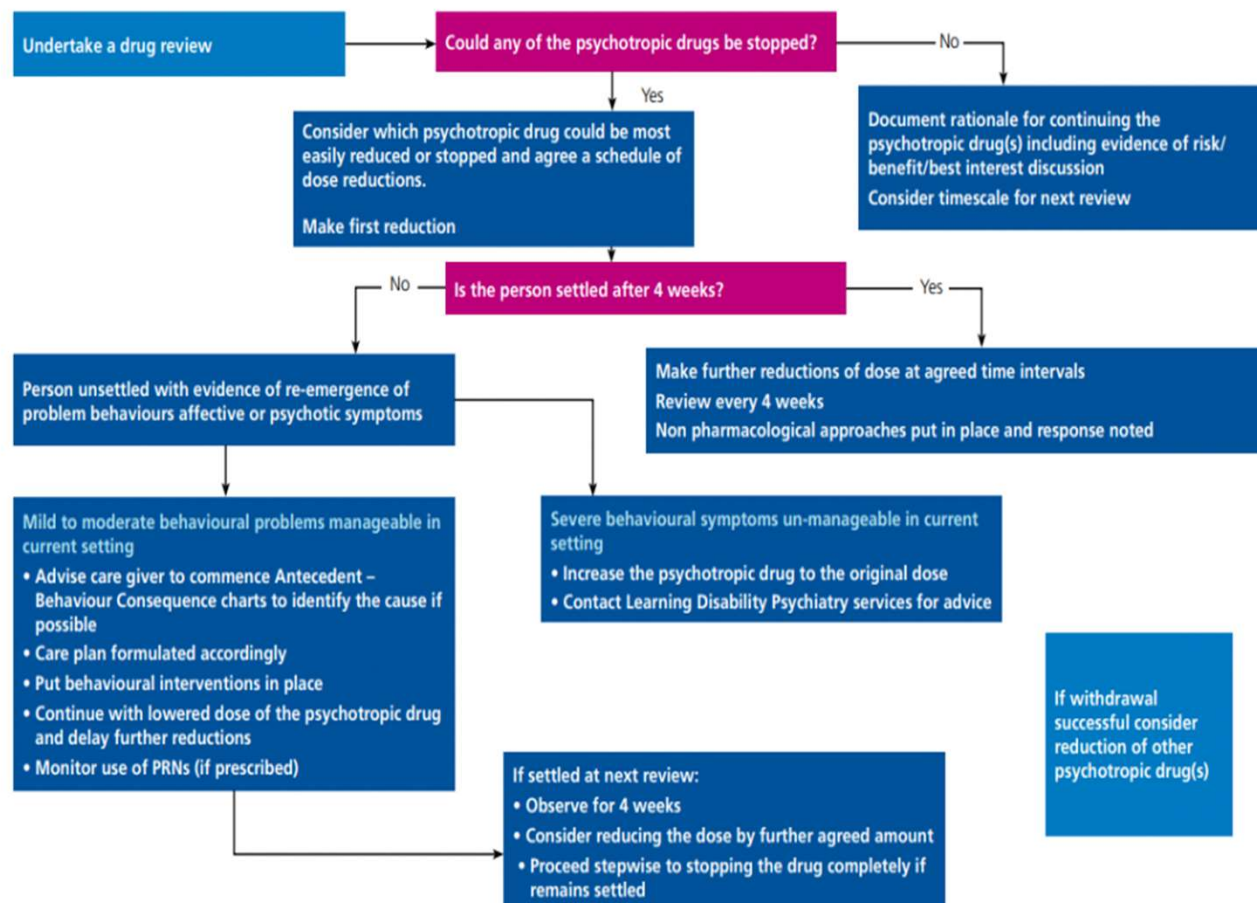 Undertake a drug review
Could any of the psychotropic drugs be stopped?
No
Yes
Document rationale for continuing the
psychotropic drug(s) including evidence of risk/
benefit/best interest discussion
Consider timescale for next review
Consider which psychotropic drug could be most
easily reduced or stopped and agree a schedule of
dose reductions.
Make first reduction
Is the person settled after 4 weeks?
No
Yes
Person unsettled with evidence of re-emergence of
problem behaviours affective or psychotic symptoms
Make further reductions of dose at agreed time intervals
Review every 4 weeks
Non pharmacological approaches put in place and response noted
Mild to moderate behavioural problems manageable in
current setting
• Advise care giver to commence Antecedent –
Behaviour Consequence charts to identify the cause if
possible
• Care plan formulated accordingly
• Put behavioural interventions in place
• Continue with lowered dose of the psychotropic drug
and delay further reductions
• Monitor use of PRNs (if prescribed)
Severe behavioural symptoms un-manageable in current
setting
• Increase the psychotropic drug to the original dose
• Contact Learning Disability Psychiatry services for advice
If withdrawal
successful consider
reduction of other
psychotropic drug(s)
If settled at next review:
• Observe for 4 weeks
• Consider reducing the dose by further agreed amount
• Proceed stepwise to stopping the drug completely if
remains settled